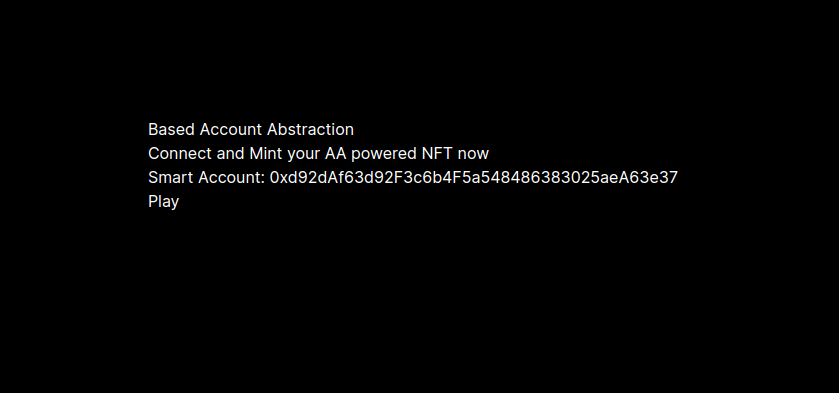 Based Account Abstraction
Connect and Mint your AA powered NFT now
Smart Account: 0xd92dAf63d92F3c6b4F5a548486383025aeA63e37
Play